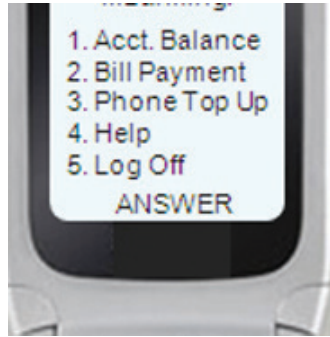 1. Acct. Balance
2. Bill Payment
3. Phone Top Up
4. Help
5. Log Off
ANSWER